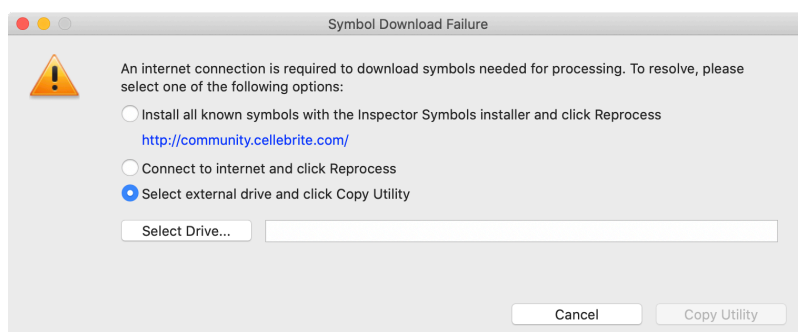 Symbol Download Failure
An internet connection is required to download symbols needed for processing. To resolve, please
select one of the following options:
Install all known symbols with the Inspector Symbols installer and click Reprocess
http://community.cellebrite.com/
Connect to internet and click Reprocess
Select external drive and click Copy Utility
Select Drive...
Cancel
Copy Utility